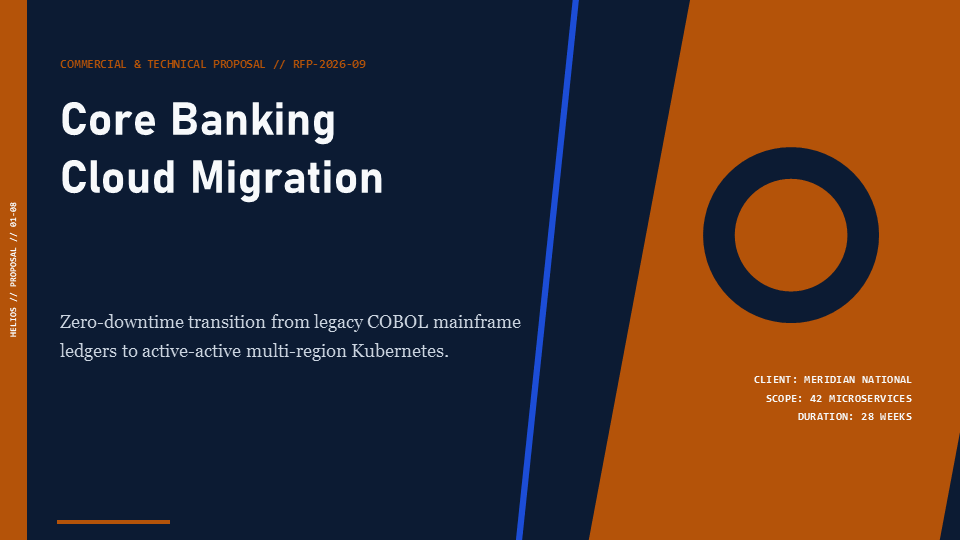 COMMERCIAL & TECHNICAL PROPOSAL // RFP-2026-09
Core Banking
Cloud Migration
Zero-downtime transition from legacy COBOL mainframe
ledgers to active-active multi-region Kubernetes.
HELIOS // PROPOSAL // 01-08
CLIENT: MERIDIAN NATIONAL
SCOPE: 42 MICROSERVICES
DURATION: 28 WEEKS